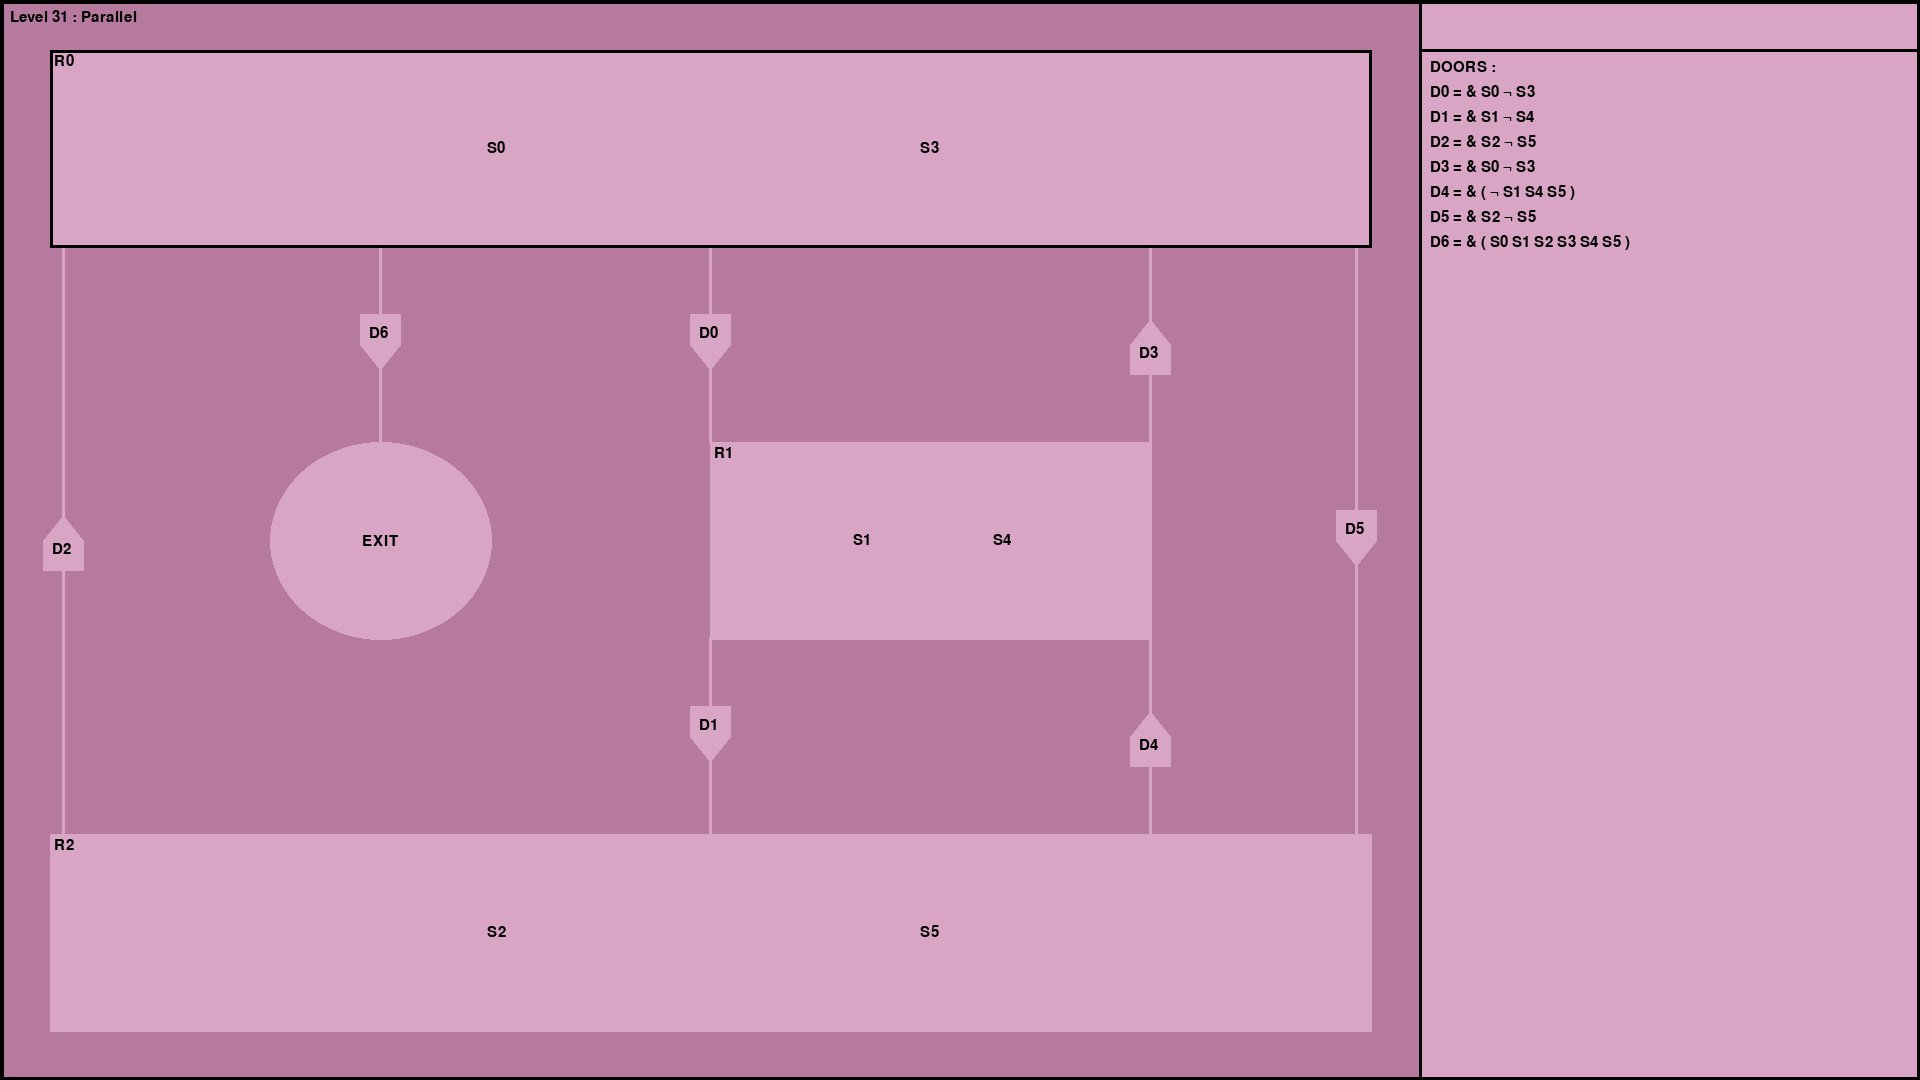 Level 31 : Parallel
R0
S0 S3
D6 D0 D3
R1
D2 EXIT S1 S4 D5
D1 D4
R2
S2 S5
DOORS :
D0 = & S0 ¬ S3
D1 = & S1 ¬ S4
D2 = & S2 ¬ S5
D3 = & S0 ¬ S3
D4 = & ( ¬ S1 S4 S5 )
D5 = & S2 ¬ S5
D6 = & ( S0 S1 S2 S3 S4 S5 )